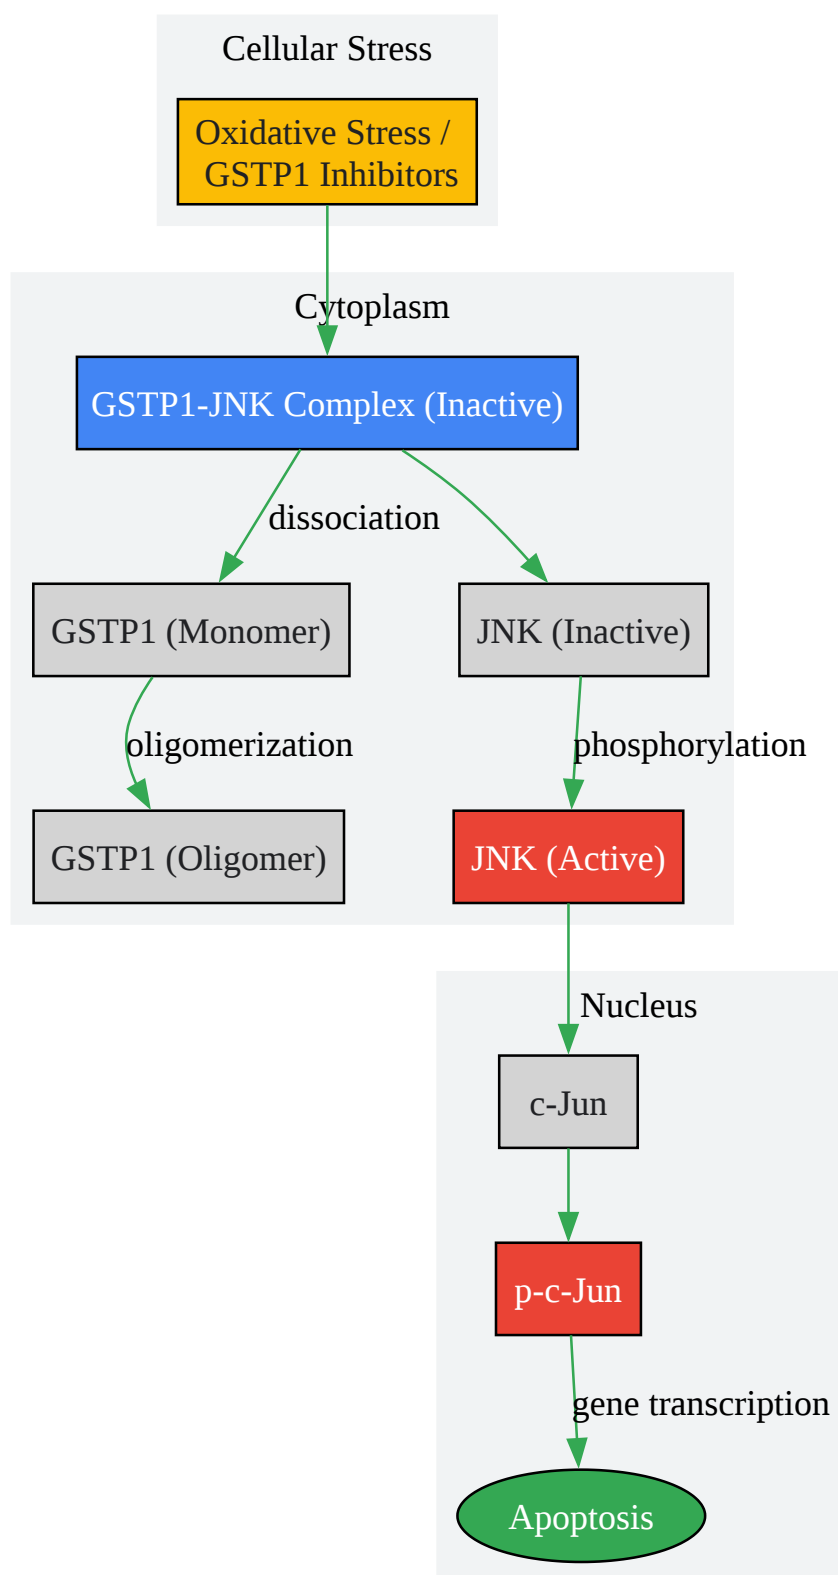 Cellular Stress
Oxidative Stress /
GSTP1 Inhibitors
Cytoplasm
GSTP1-JNK Complex (Inactive)
dissociation
GSTP1 (Monomer)
JNK (Inactive)
oligomerization
phosphorylation
GSTP1 (Oligomer)
JNK (Active)
Nucleus
c-Jun
p-c-Jun
gene transcription
Apoptosis